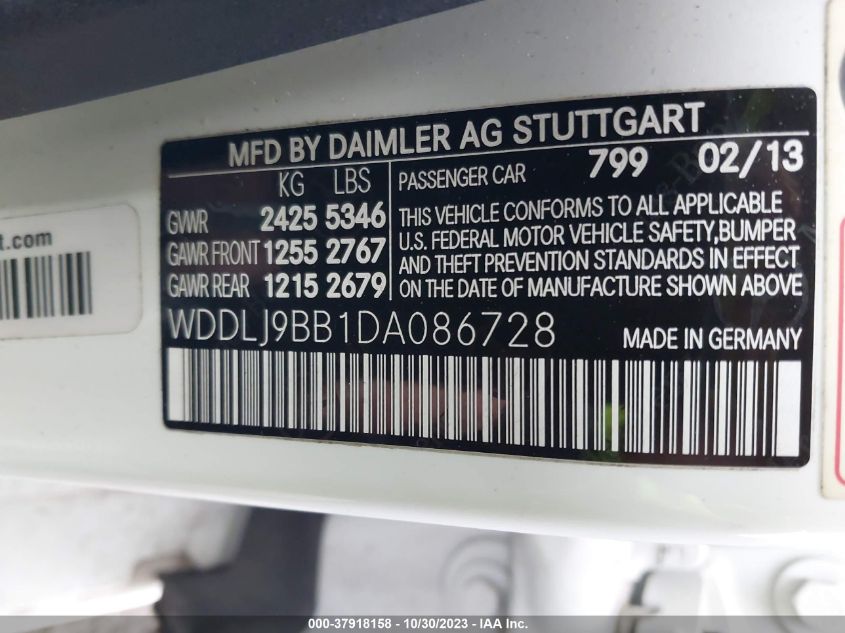 MFD BY DAIMLER AG STUTTGART
KG LBS
PASSENGER CAR 799 02/13
GVWR 2425 5346
GAWR FRONT 1255 2767
GAWR REAR 1215 2679
THIS VEHICLE CONFORMS TO ALL APPLICABLE
U.S. FEDERAL MOTOR VEHICLE SAFETY,BUMPER
AND THEFT PREVENTION STANDARDS IN EFFECT
ON THE DATE OF MANUFACTURE SHOWN ABOVE
WDDLJ9BB1DA086728 MADE IN GERMANY
t.com
000-37918158 - 10/30/2023 - IAA, Inc.